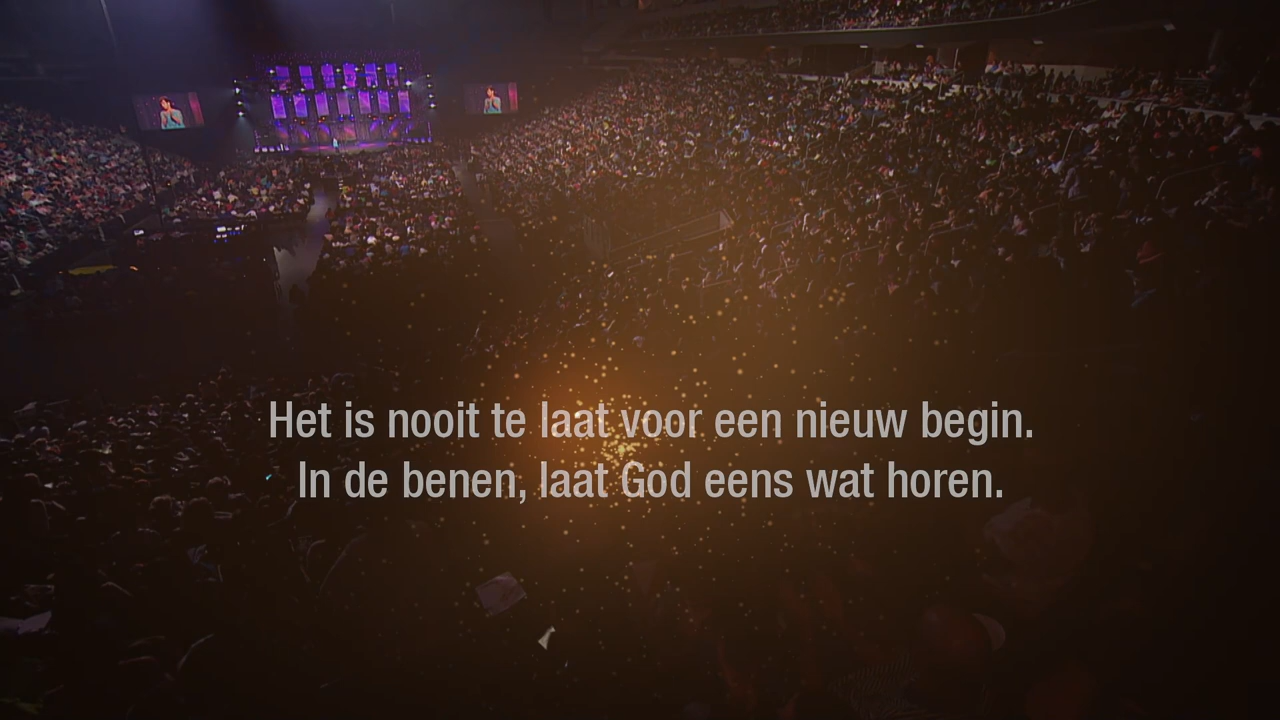 Het is nooit te laat voor een nieuw begin.
In de benen, laat God eens wat horen.